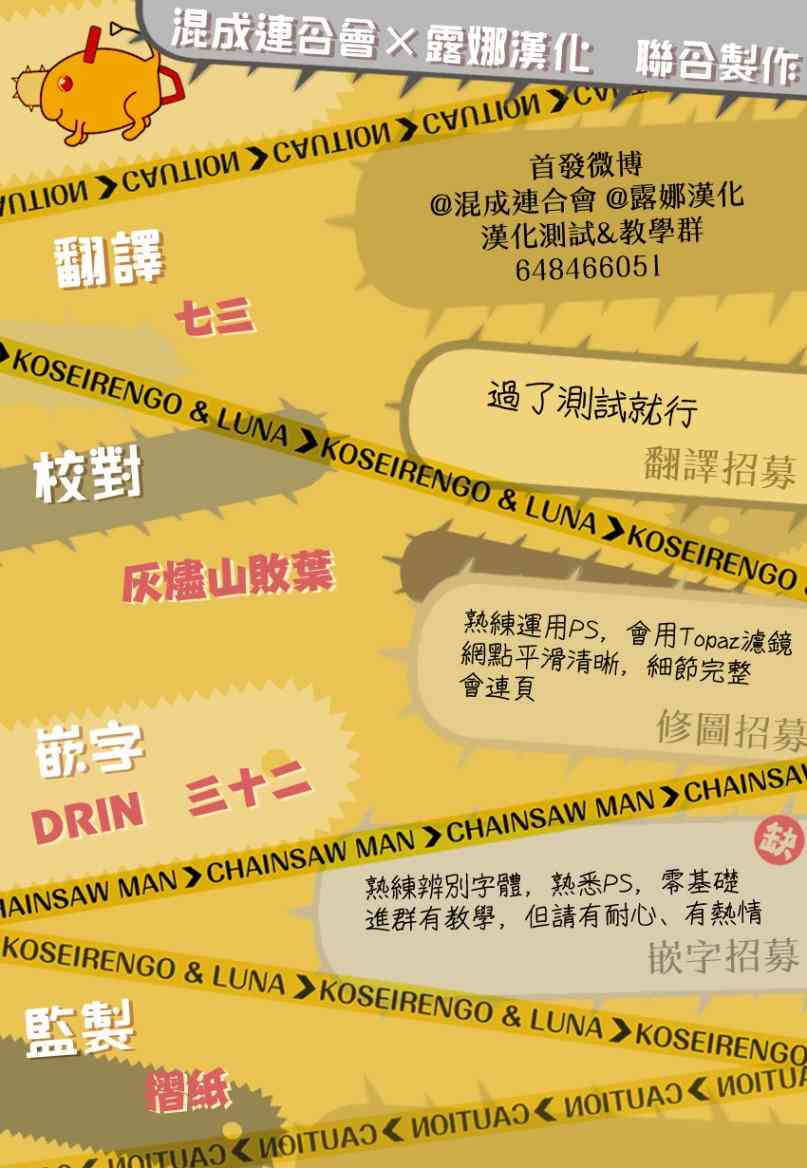 混成連合會×露娜漢化 聯合製作
CAUTION CAUTION CAUTION CAUTION
首發微博
@混成連合會 @露娜漢化
漢化測試&教學群
648466051
翻譯
七三
KOSEIRENGO & LUNA KOSEIRENGO & LUNA KOSEIRENGO &
過了測試就行
翻譯招募
校對
灰燼山敗葉
熟練運用PS，會用Topaz濾鏡
網點平滑清晰，細節完整
會連頁
修圖招募
嵌字
DRIN 三十二
CHAINSAW MAN CHAINSAW MAN CHAINSAW MAN CHAINSAW
缺
熟練辨別字體，熟悉PS，零基礎
進群有教學，但請有耐心、有熱情
嵌字招募
KOSEIRENGO & LUNA KOSEIRENGO & LUNA KOSEIRENGO
監製
摺紙
CAUTION CAUTION CAUTION CAUTION CAUTION